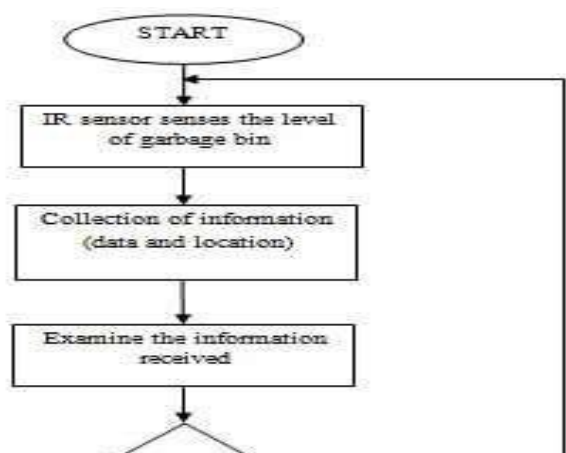 START
IR sensor senses the level
of garbage bin
Collection of information
(data and location)
Examine the information
received